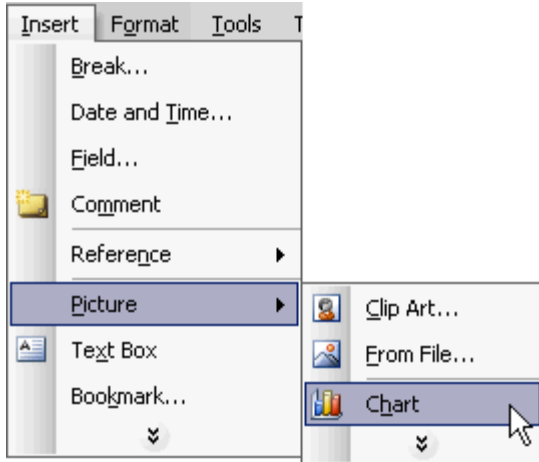 Insert Format Tools T
Break...
Date and Time...
Field...
Comment
Reference
Picture
Clip Art...
Text Box
From File...
Bookmark...
Chart